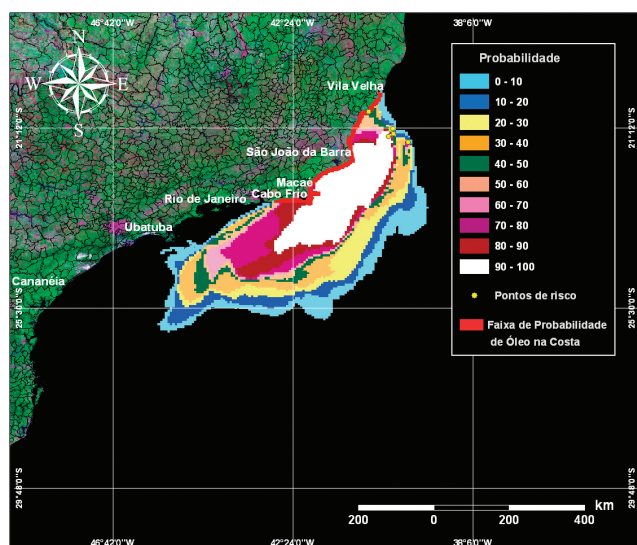 46°42'0"W
42°24'0"W
38°6'0"W
N
W
E
S
21°12'0''S
25°30'0''S
29°48'0''S
Vila Velha
São João da Barra
Macaé
Cabo Frio
Rio de Janeiro
Ubatuba
Cananéia
Probabilidade
0 - 10
10 - 20
20 - 30
30 - 40
40 - 50
50 - 60
60 - 70
70 - 80
80 - 90
90 - 100
Pontos de risco
Faixa de Probabilidade
de Óleo na Costa
21°12'0''S
25°30'0''S
29°48'0''S
km
200
0
200
400
46°42'0''W
42°24'0''W
38°6'0''W